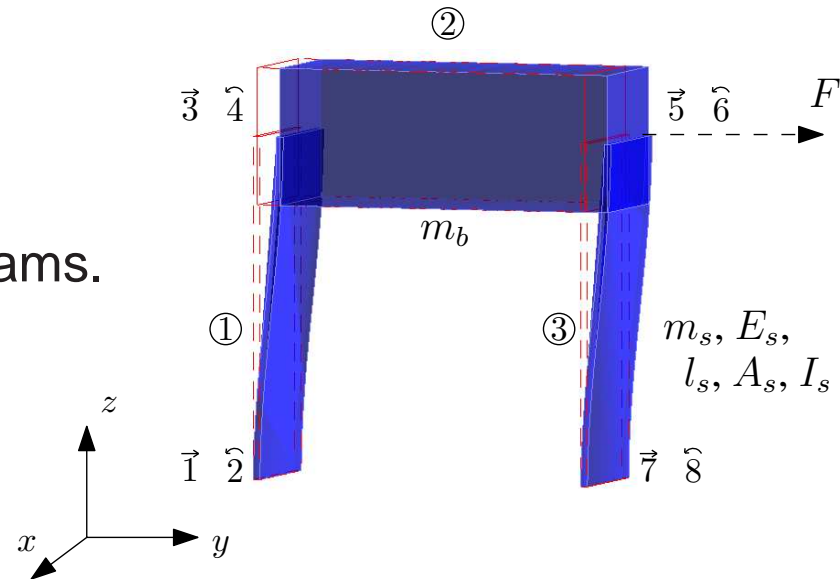 ②
3⃗ 4↶ 5⃗ 6↶ F
m_b
ams.
① ③ m_s, E_s,
l_s, A_s, I_s
z
1⃗ 2↶ 7⃗ 8↶
x y